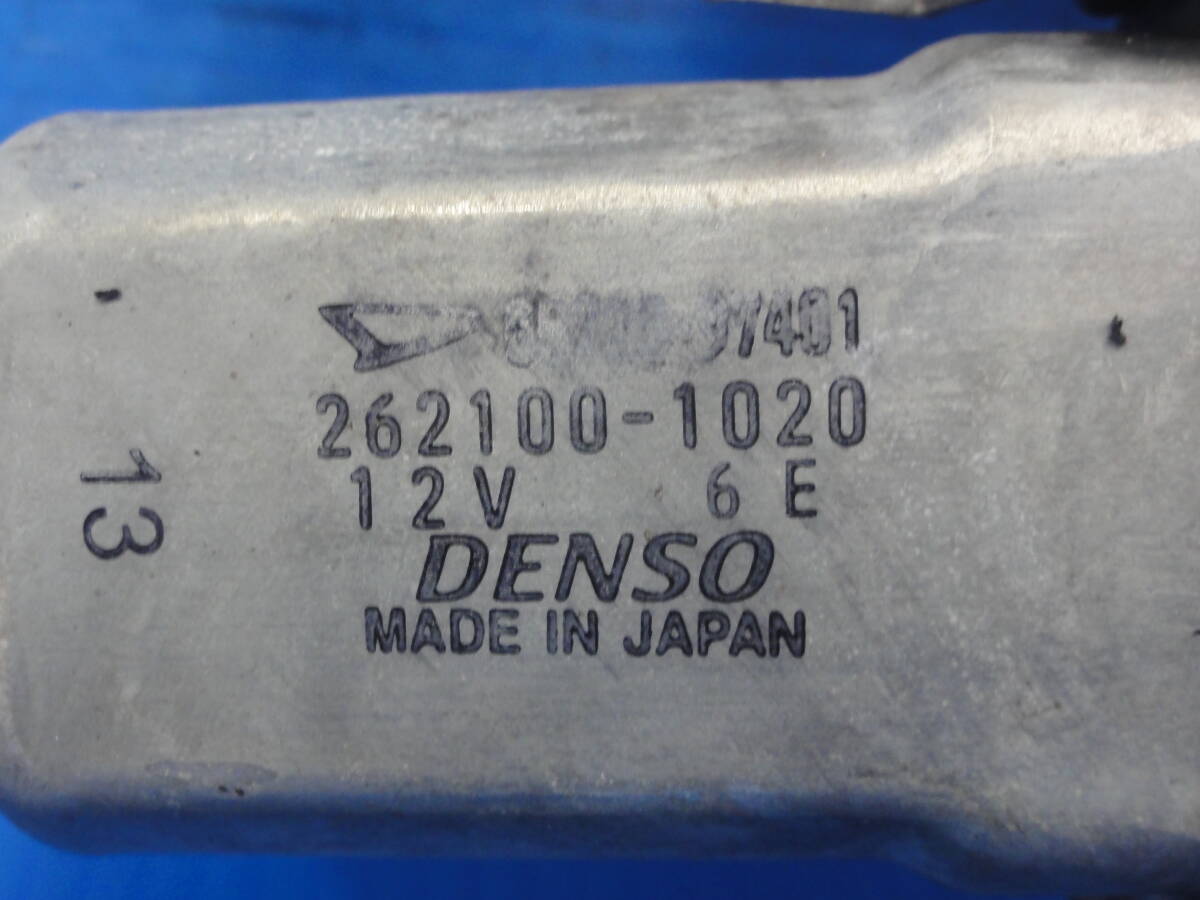 262100-1020
12V 6E
DENSO
MADE IN JAPAN
13